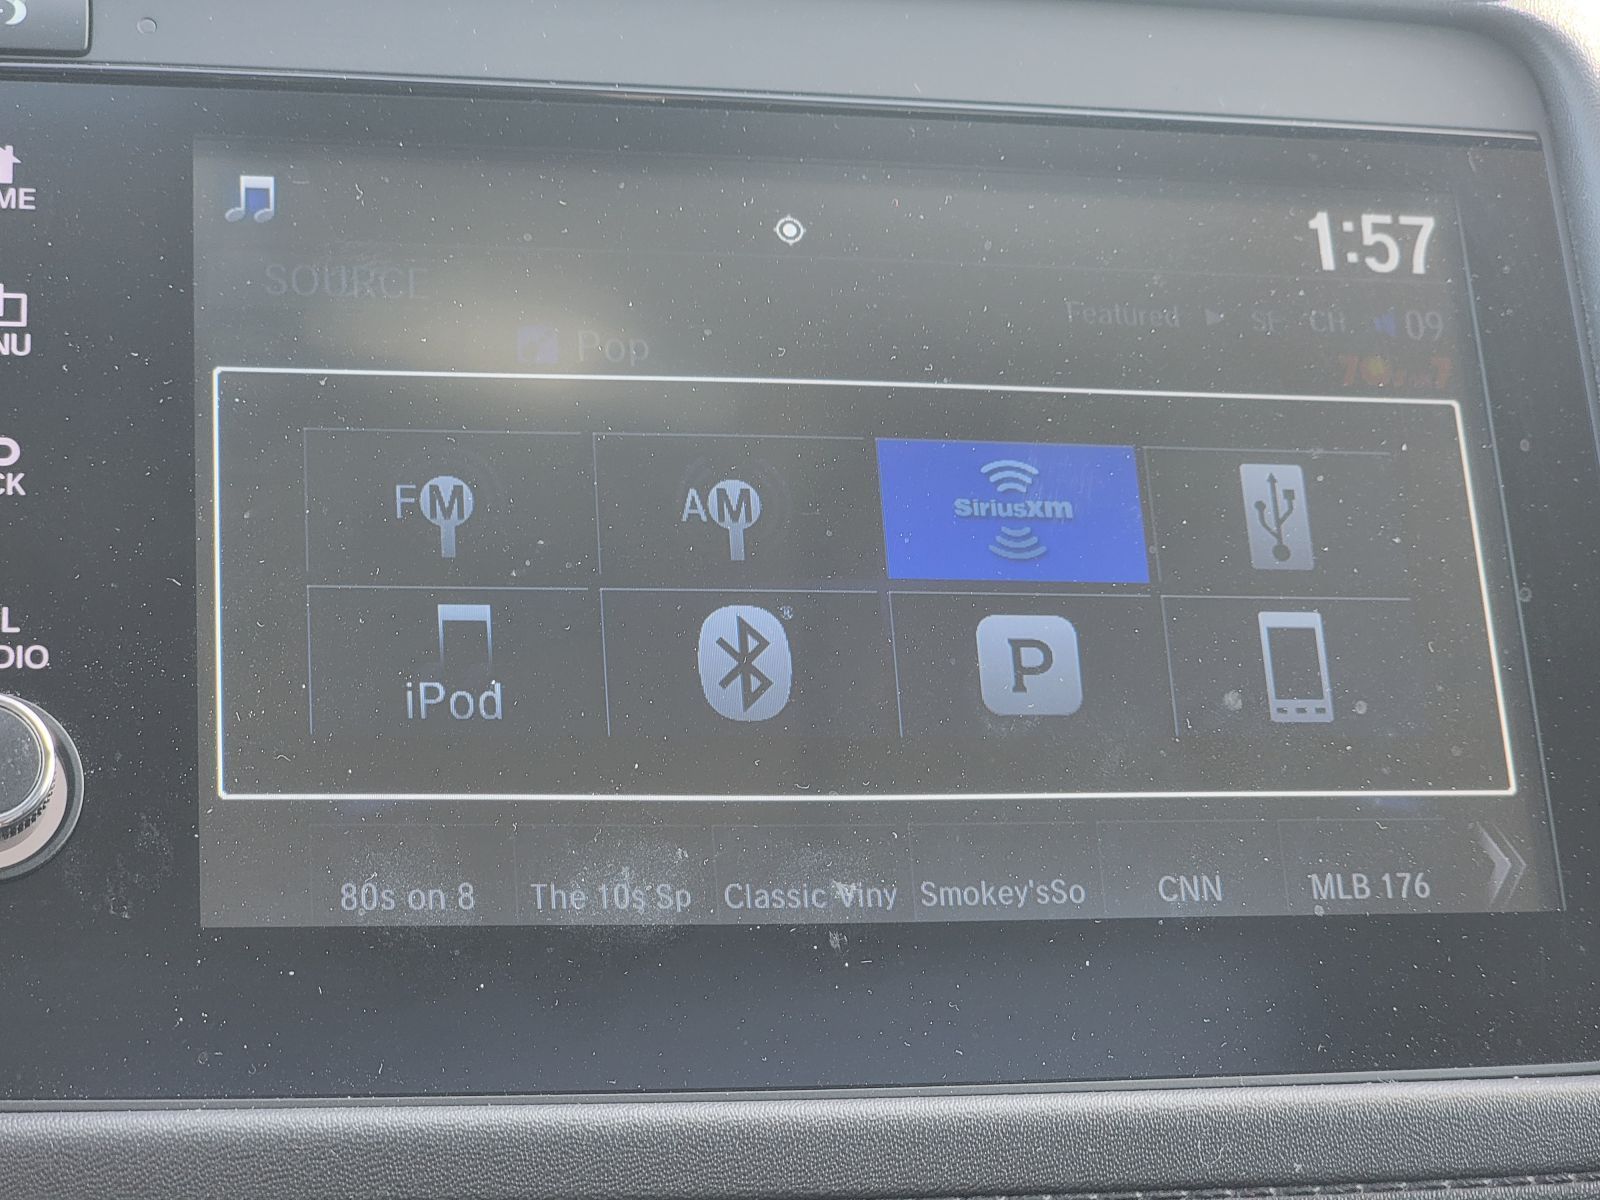 1:57
SOURCE
Featured SF CH 09
Pop
FM AM SiriusXm
iPod ® P
80s on 8 The 10s Sp Classic Viny Smokey'sSo CNN MLB 176
ME
NU
CK
L
DIO